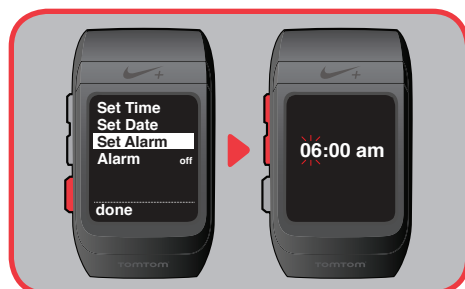 Set Time
Set Date
Set Alarm
Alarm off
done
TOMTOM
06:00 am
TOMTOM